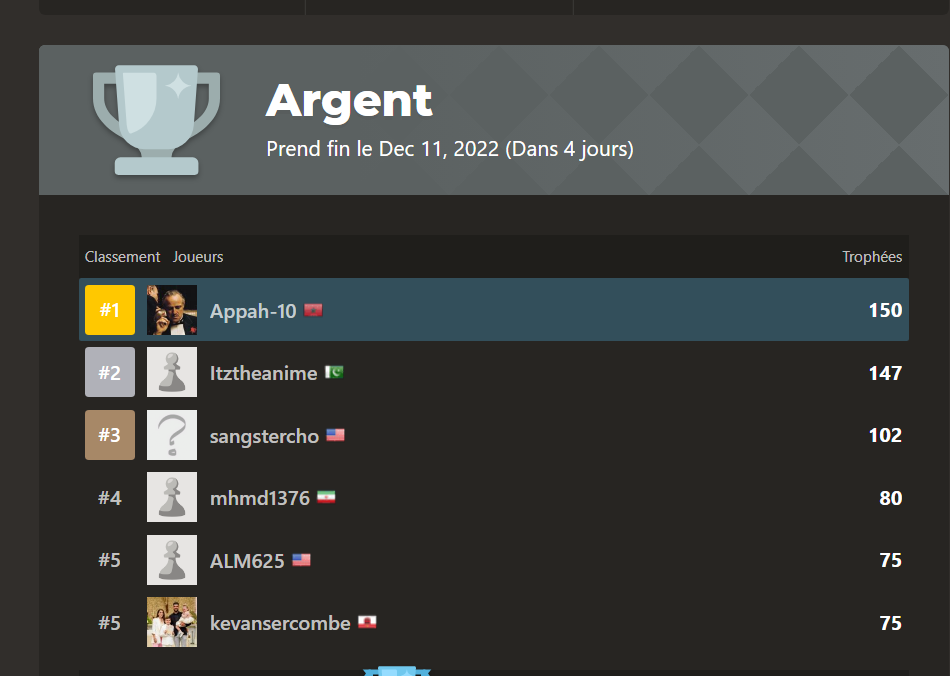 Argent
Prend fin le Dec 11, 2022 (Dans 4 jours)
Classement Joueurs Trophées
#1 Appah-10 150
#2 Itztheanime 147
#3 sangstercho 102
#4 mhmd1376 80
#5 ALM625 75
#5 kevansercombe 75